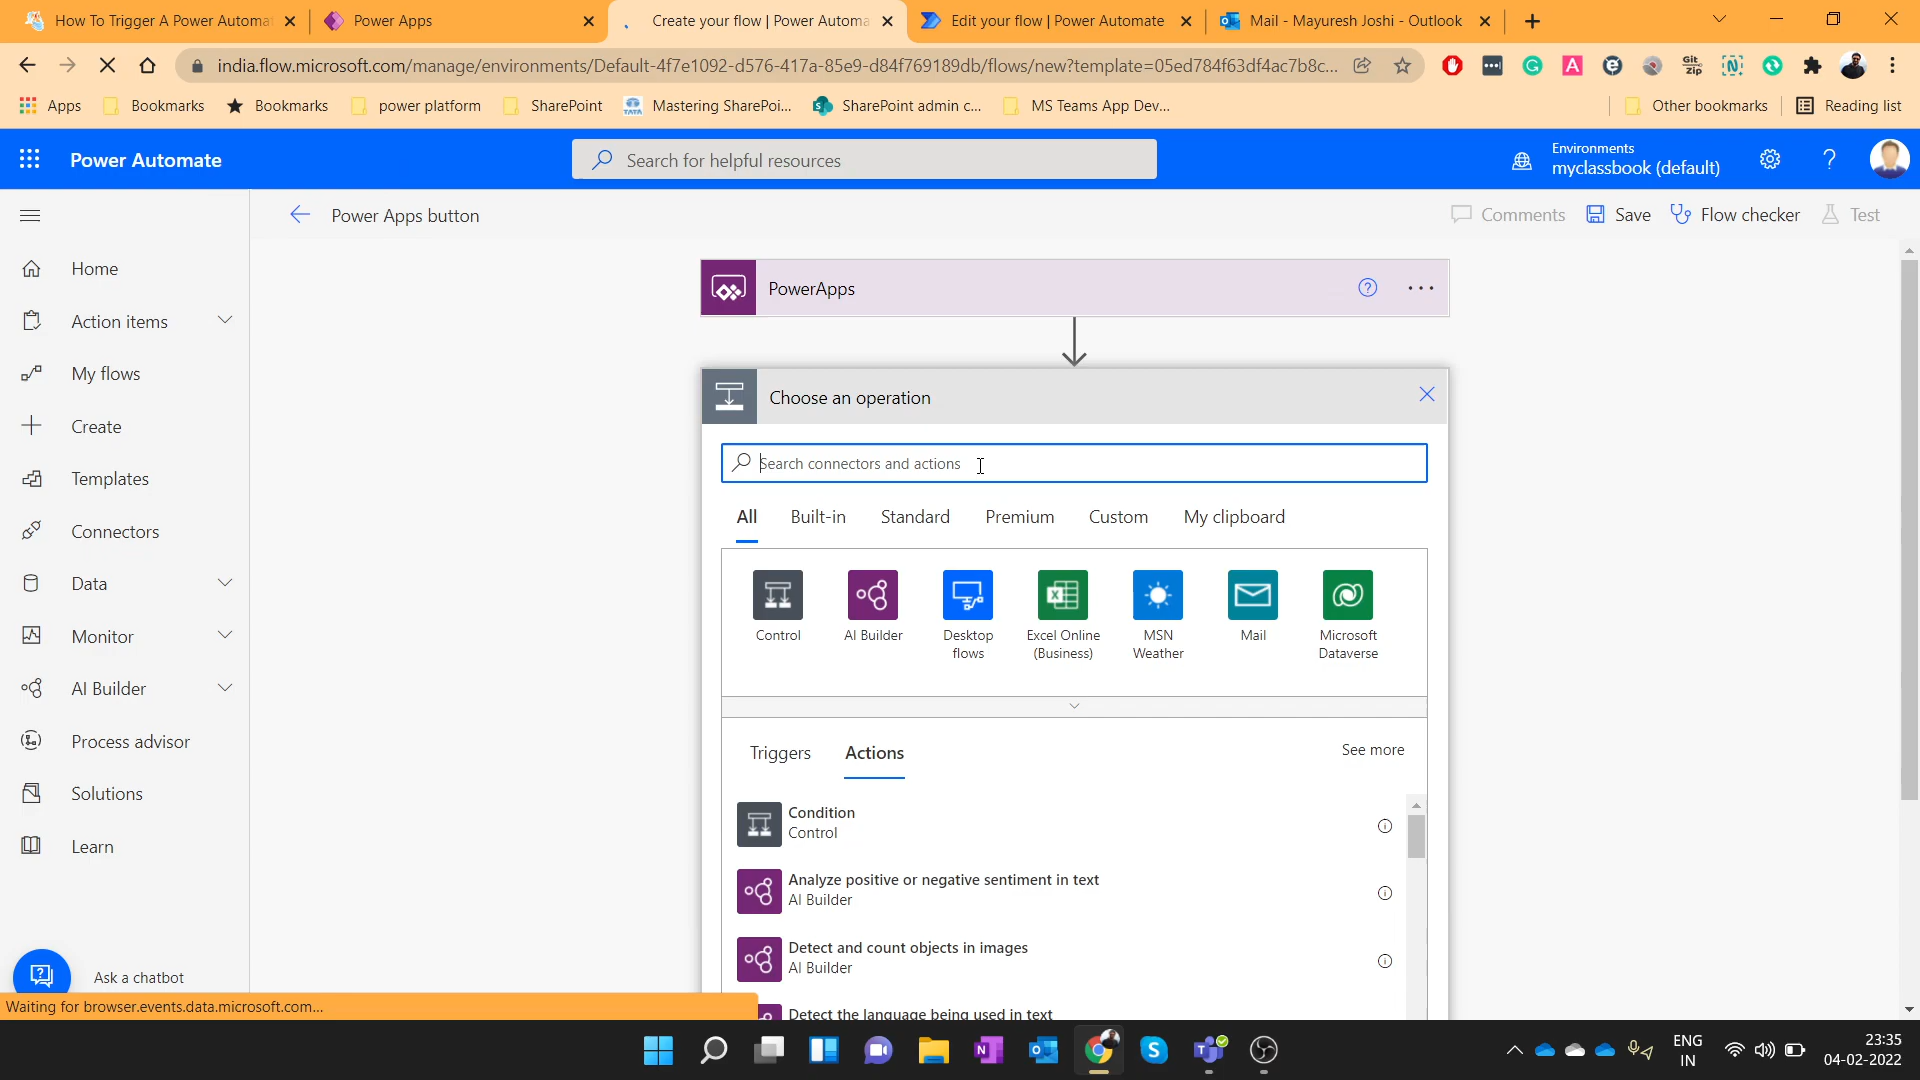 How To Trigger A Power Automat
Power Apps
Create your flow | Power Automa
Edit your flow | Power Automate
Mail - Mayuresh Joshi - Outlook
india.flow.microsoft.com/manage/environments/Default-4f7e1092-d576-417a-85e9-d84f769189db/flows/new?template=05ed784f63df4ac7b8c...
Apps
Bookmarks
Bookmarks
power platform
SharePoint
Mastering SharePoi...
SharePoint admin c...
MS Teams App Dev...
Other bookmarks
Reading list
Power Automate
Search for helpful resources
Environments
myclassbook (default)
Power Apps button
Comments
Save
Flow checker
Test
Home
Action items
My flows
Create
Templates
Connectors
Data
Monitor
AI Builder
Process advisor
Solutions
Learn
Ask a chatbot
PowerApps
Choose an operation
Search connectors and actions
All
Built-in
Standard
Premium
Custom
My clipboard
Control
AI Builder
Desktop
flows
Excel Online
(Business)
MSN
Weather
Mail
Microsoft
Dataverse
Triggers
Actions
See more
Condition
Control
Analyze positive or negative sentiment in text
AI Builder
Detect and count objects in images
AI Builder
Detect the language being used in text
Waiting for browser.events.data.microsoft.com...
ENG
IN
23:35
04-02-2022